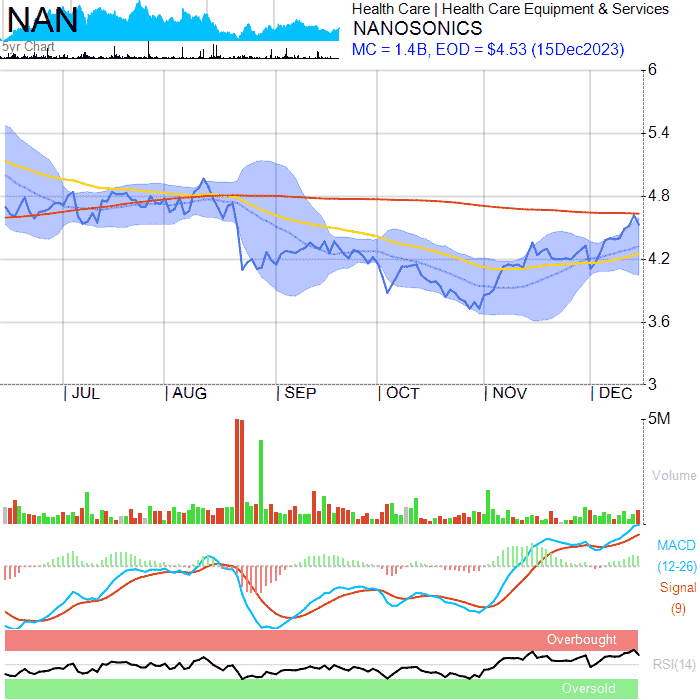 NAN
Health Care | Health Care Equipment & Services
NANOSONICS
5yr Chart
MC = 1.4B, EOD = $4.53 (15Dec2023)
6
5.4
4.8
4.2
3.6
3
| JUL | AUG | SEP | OCT | NOV | DEC
5M
Volume
MACD
(12-26)
Signal
(9)
Overbought
RSI(14)
Oversold